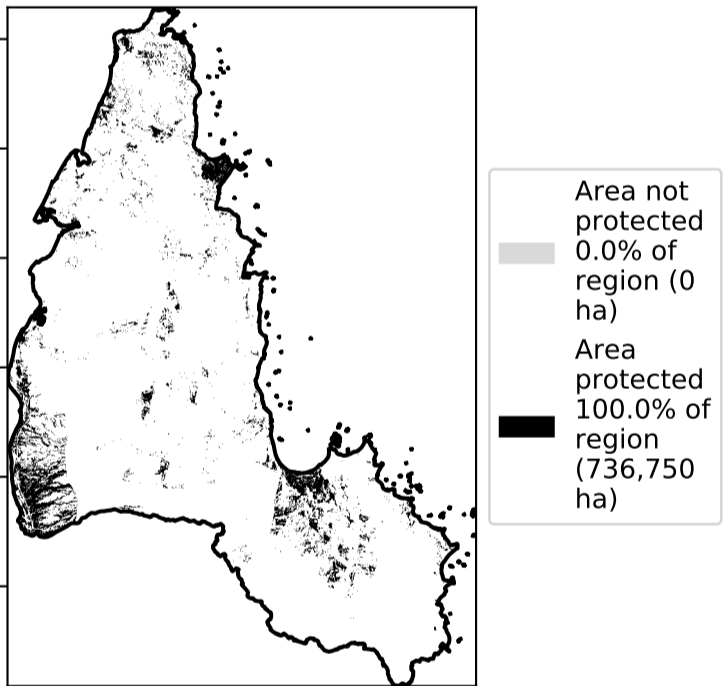 Area not
protected
0.0% of
region (0
ha)
Area
protected
100.0% of
region
(736,750
ha)